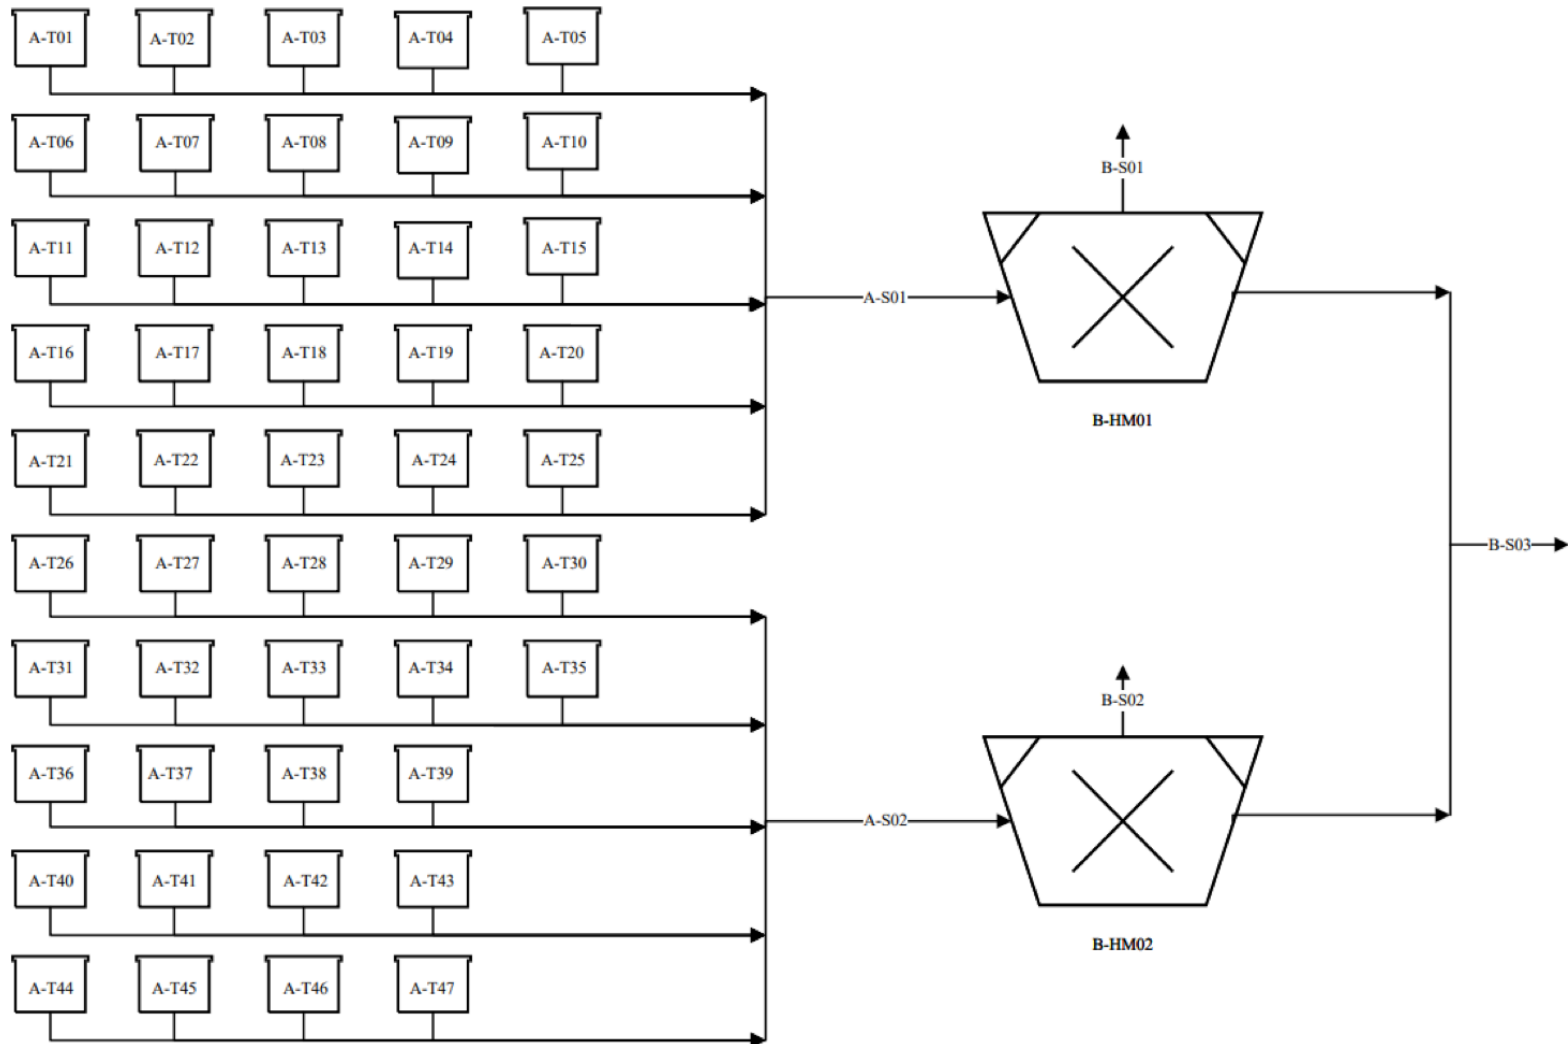 A-T01 A-T02 A-T03 A-T04 A-T05
A-T06 A-T07 A-T08 A-T09 A-T10
B-S01
A-T11 A-T12 A-T13 A-T14 A-T15
A-S01
A-T16 A-T17 A-T18 A-T19 A-T20
B-HM01
A-T21 A-T22 A-T23 A-T24 A-T25
B-S03
A-T26 A-T27 A-T28 A-T29 A-T30
A-T31 A-T32 A-T33 A-T34 A-T35
B-S02
A-T36 A-T37 A-T38 A-T39
A-S02
A-T40 A-T41 A-T42 A-T43
B-HM02
A-T44 A-T45 A-T46 A-T47